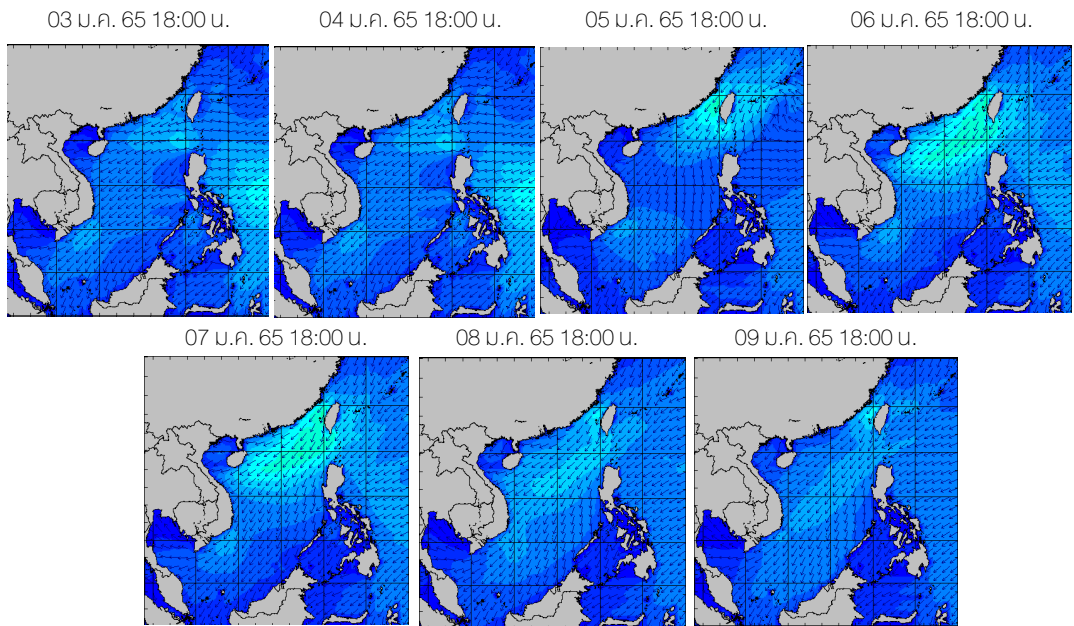 03 ม.ค. 65 18:00 น.
04 ม.ค. 65 18:00 น.
05 ม.ค. 65 18:00 น.
06 ม.ค. 65 18:00 น.
07 ม.ค. 65 18:00 น.
08 ม.ค. 65 18:00 น.
09 ม.ค. 65 18:00 น.